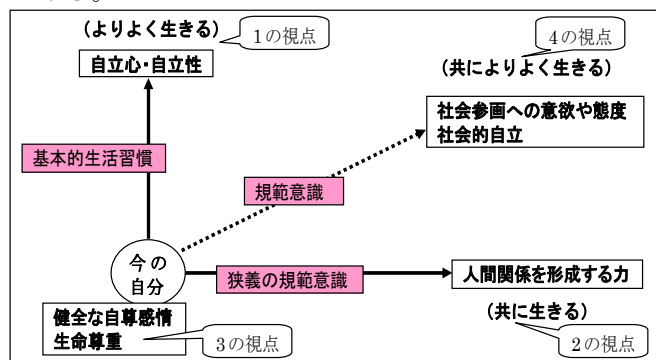 (よりよく生きる)
1の視点
自立心・自立性
4の視点
(共によりよく生きる)
社会参画への意欲や態度
社会的自立
基本的生活習慣
規範意識
今の
自分
狭義の規範意識
人間関係を形成する力
健全な自尊感情
生命尊重
3の視点
(共に生きる)
2の視点